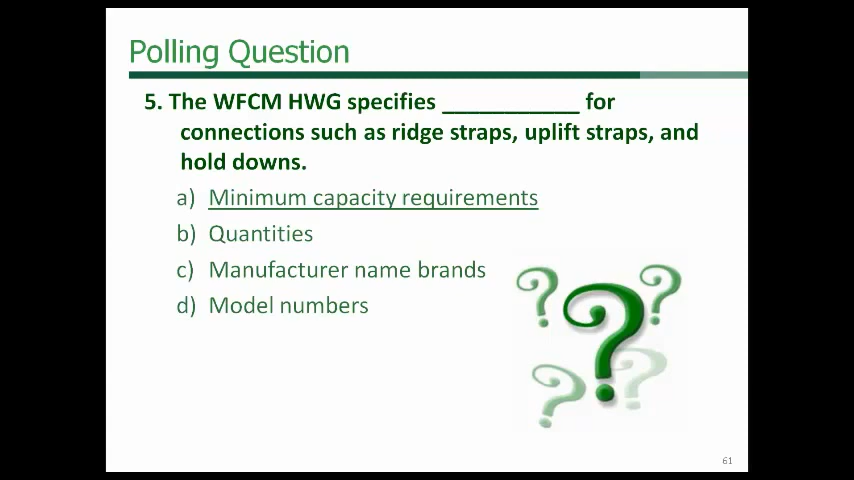 Polling Question
5. The WFCM HWG specifies ___________ for
connections such as ridge straps, uplift straps, and
hold downs.
a) Minimum capacity requirements
b) Quantities
c) Manufacturer name brands
d) Model numbers
61